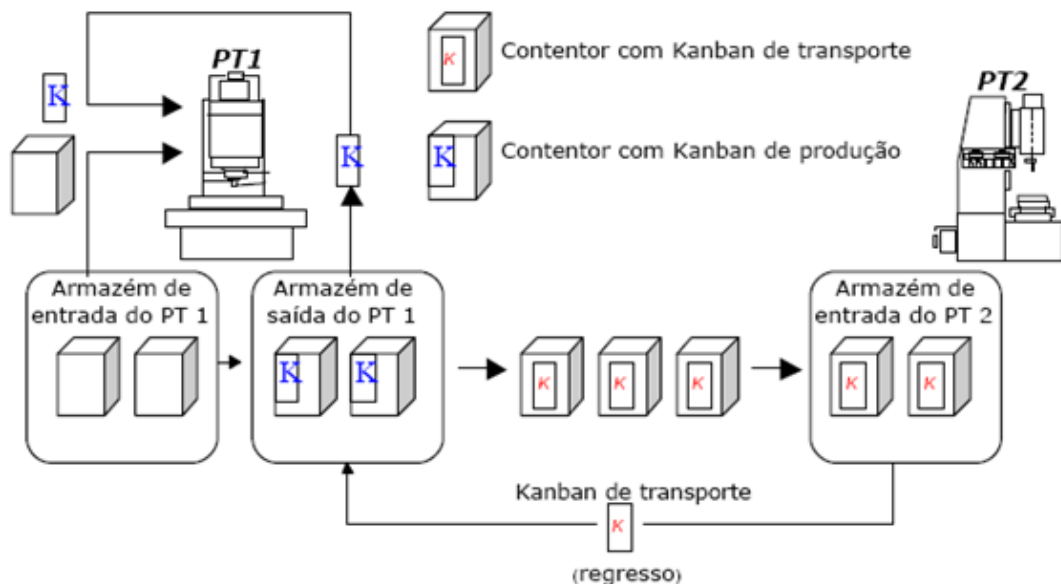 K
PT1
K
K
Contentor com Kanban de transporte
K
Contentor com Kanban de produção
PT2
Armazém de
entrada do PT 1
Armazém de
saída do PT 1
K
K
K
K
K
Armazém de
entrada do PT 2
K
K
Kanban de transporte
K
(regresso)